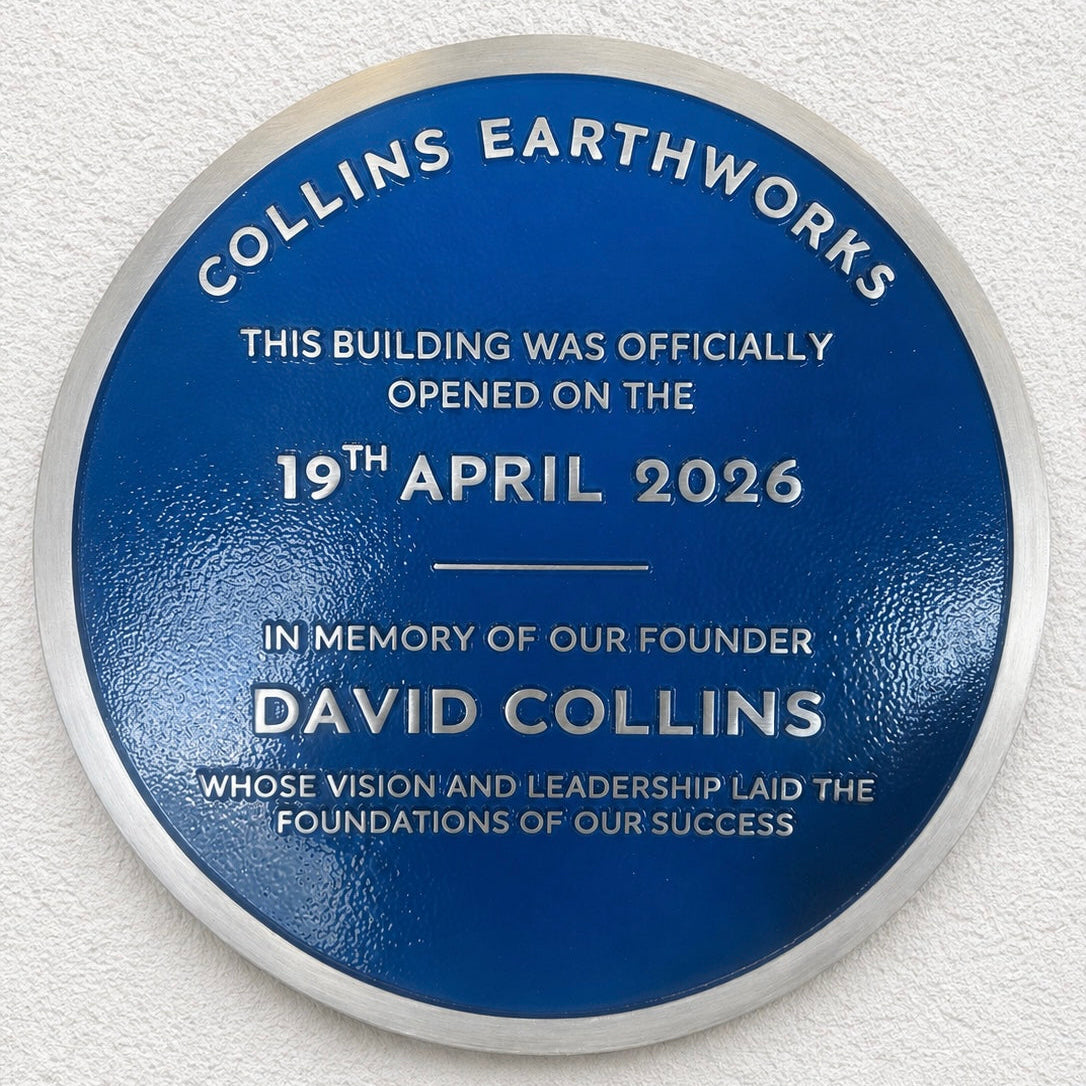 COLLINS EARTHWORKS
THIS BUILDING WAS OFFICIALLY
OPENED ON THE
19TH APRIL 2026
IN MEMORY OF OUR FOUNDER
DAVID COLLINS
WHOSE VISION AND LEADERSHIP LAID THE
FOUNDATIONS OF OUR SUCCESS